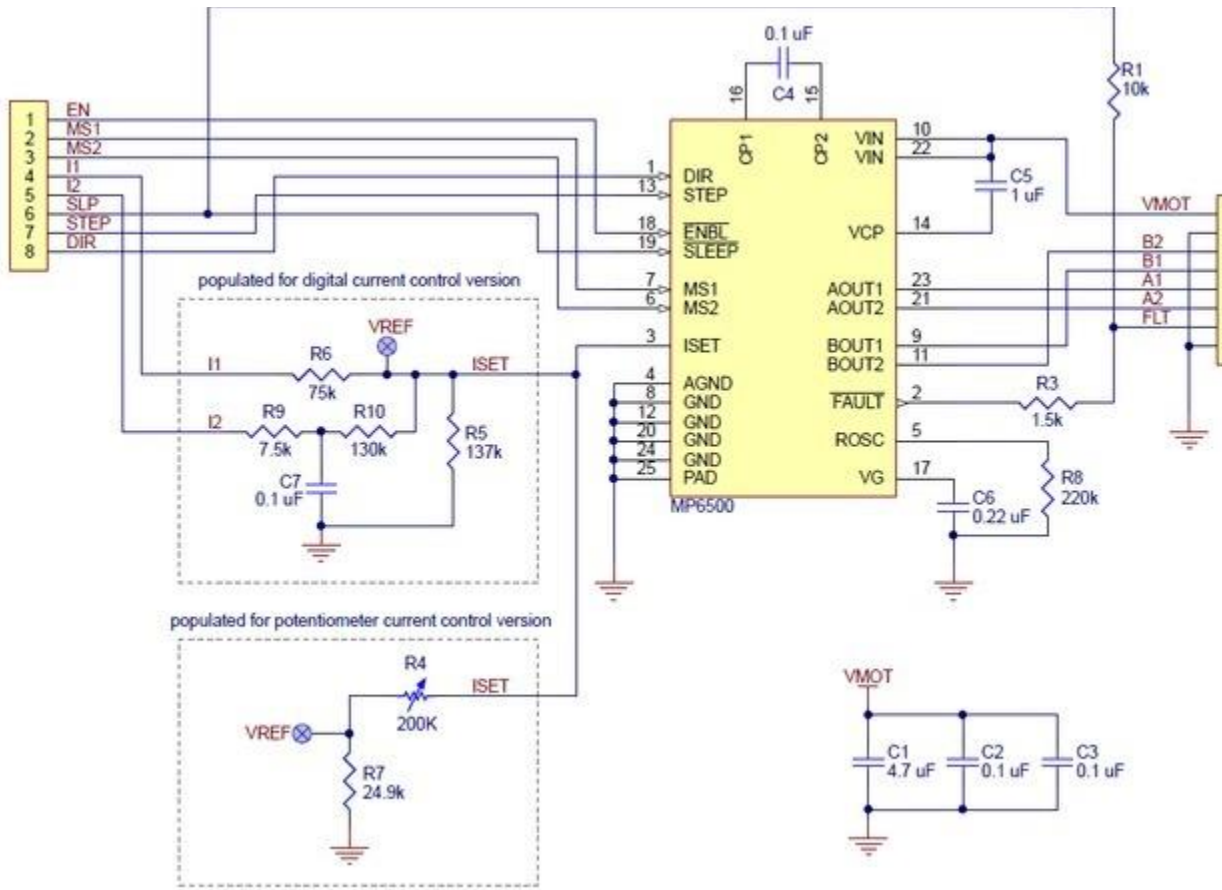 0.1 uF
C4
16
15
R1
10k
1
2
3
4
5
6
7
8
EN
MS1
MS2
I1
I2
SLP
STEP
DIR
CP1
CP2
1
DIR
13
STEP
18
ENBL
19
SLEEP
7
MS1
6
MS2
3
ISET
4
AGND
8
GND
12
GND
20
GND
24
GND
25
PAD
MP6500
VIN
10
VIN
22
C5
1 uF
VCP
14
AOUT1
23
AOUT2
21
BOUT1
9
BOUT2
11
FAULT
2
ROSC
5
VG
17
VMOT
B2
B1
A1
A2
FLT
R3
1.5k
R8
220k
C6
0.22 uF
populated for digital current control version
VREF
I1
R6
75k
ISET
I2
R9
7.5k
R10
130k
R5
137k
C7
0.1 uF
populated for potentiometer current control version
R4
200K
ISET
VREF
R7
24.9k
VMOT
C1
4.7 uF
C2
0.1 uF
C3
0.1 uF